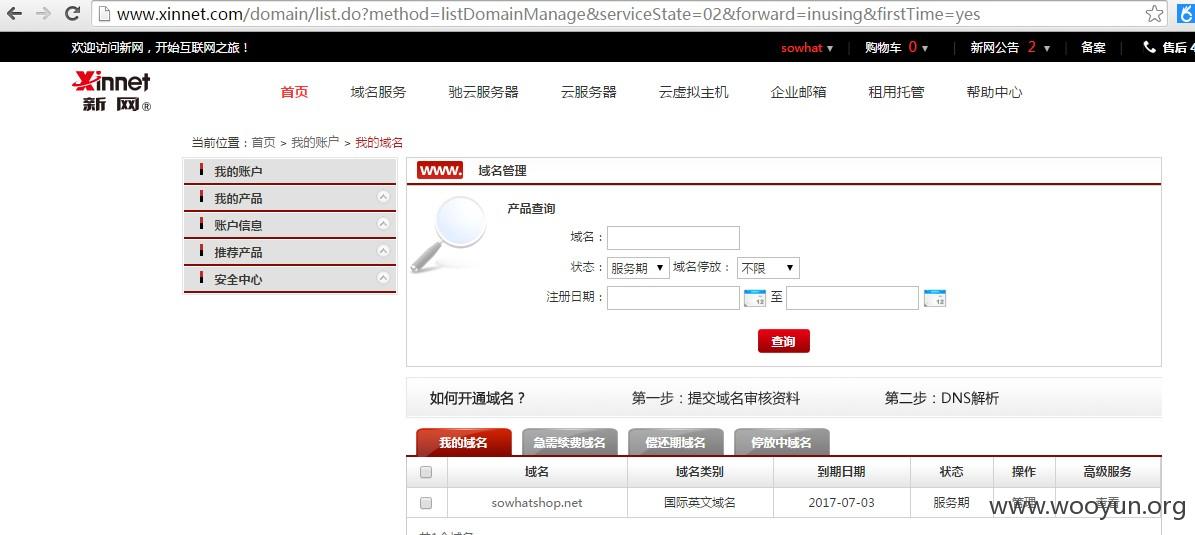 www.xinnet.com/domain/list.do?method=listDomainManage&serviceState=02&forward=inusing&firstTime=yes
欢迎访问新网，开始互联网之旅！ sowhat 购物车 0 新网公告 2 备案 售后 4
Xinnet
新 网®
首页 域名服务 驰云服务器 云服务器 云虚拟主机 企业邮箱 租用托管 帮助中心
当前位置：首页 > 我的账户 > 我的域名
我的账户
我的产品
账户信息
推荐产品
安全中心
www. 域名管理
产品查询
域名：
状态： 服务期 域名停放： 不限
注册日期： 12 至 12
查询
如何开通域名？ 第一步：提交域名审核资料 第二步：DNS解析
我的域名 急需续费域名 偿还期域名 停放中域名
域名 域名类别 到期日期 状态 操作 高级服务
sowhatshop.net 国际英文域名 2017-07-03 服务期 管理 查看
www.wooyun.org